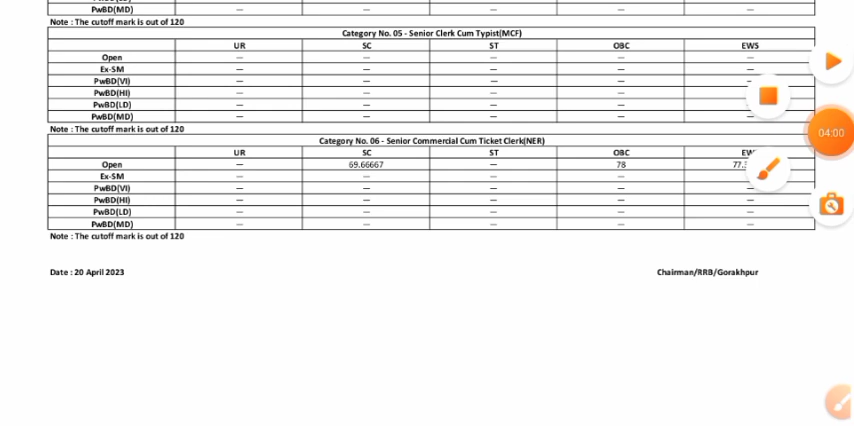 PwBD(MD) — — — — —
Note : The cutoff mark is out of 120
Category No. 05 - Senior Clerk Cum Typist(MCF)
UR SC ST OBC EWS
Open — — — — —
Ex-SM — — — — —
PwBD(VI) — — — —
PwBD(HI) — — — —
PwBD(LD) — — — —
PwBD(MD) — — — — —
Note : The cutoff mark is out of 120
04:00
Category No. 06 - Senior Commercial Cum Ticket Clerk(NER)
UR SC ST OBC
Open — 69.66667 — 78
Ex-SM — — — — —
PwBD(VI) — — — — —
PwBD(HI) — — — — —
PwBD(LD) — — — — —
PwBD(MD) — — — — —
Note : The cutoff mark is out of 120
Date : 20 April 2023 Chairman/RRB/Gorakhpur